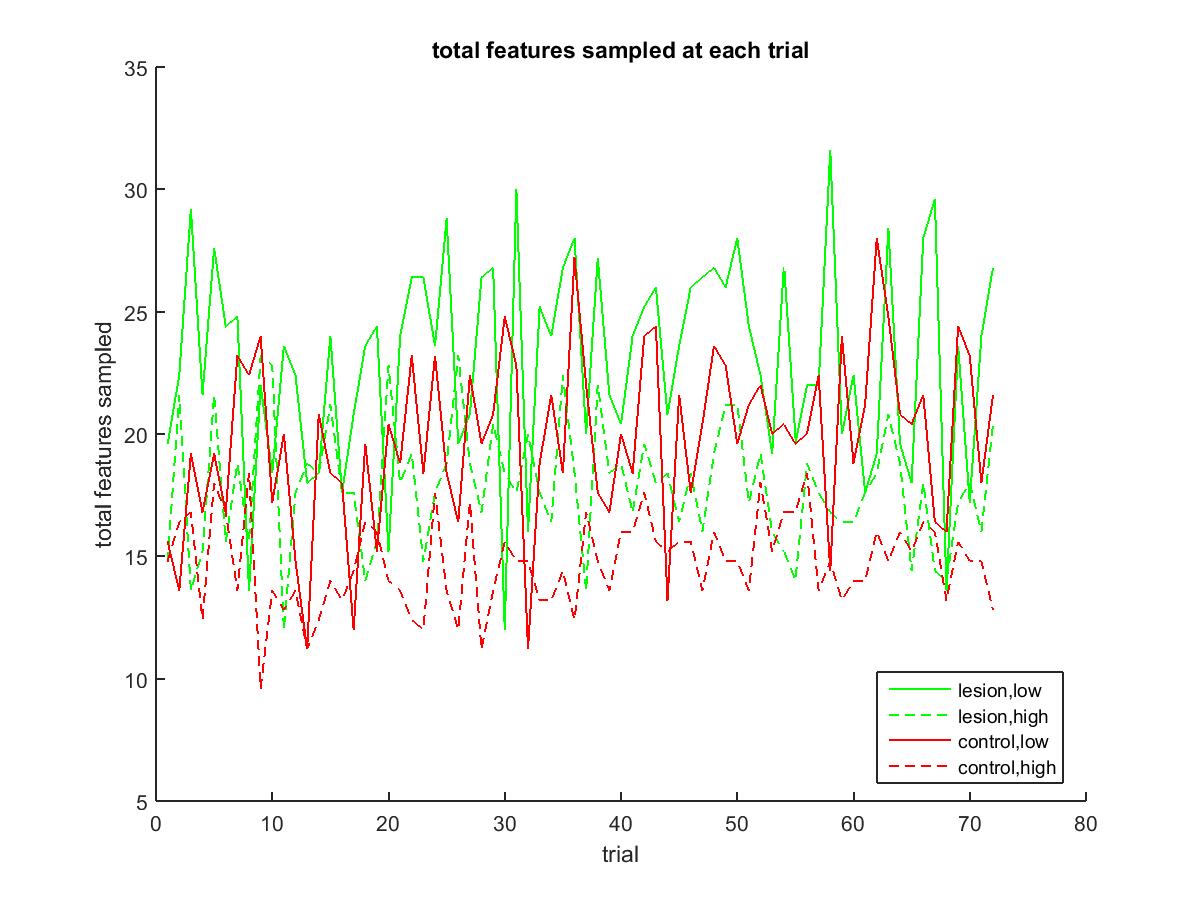 total features sampled at each trial
35
30
25
20
15
10
5
total features sampled
0 10 20 30 40 50 60 70 80
trial
lesion,low
lesion,high
control,low
control,high